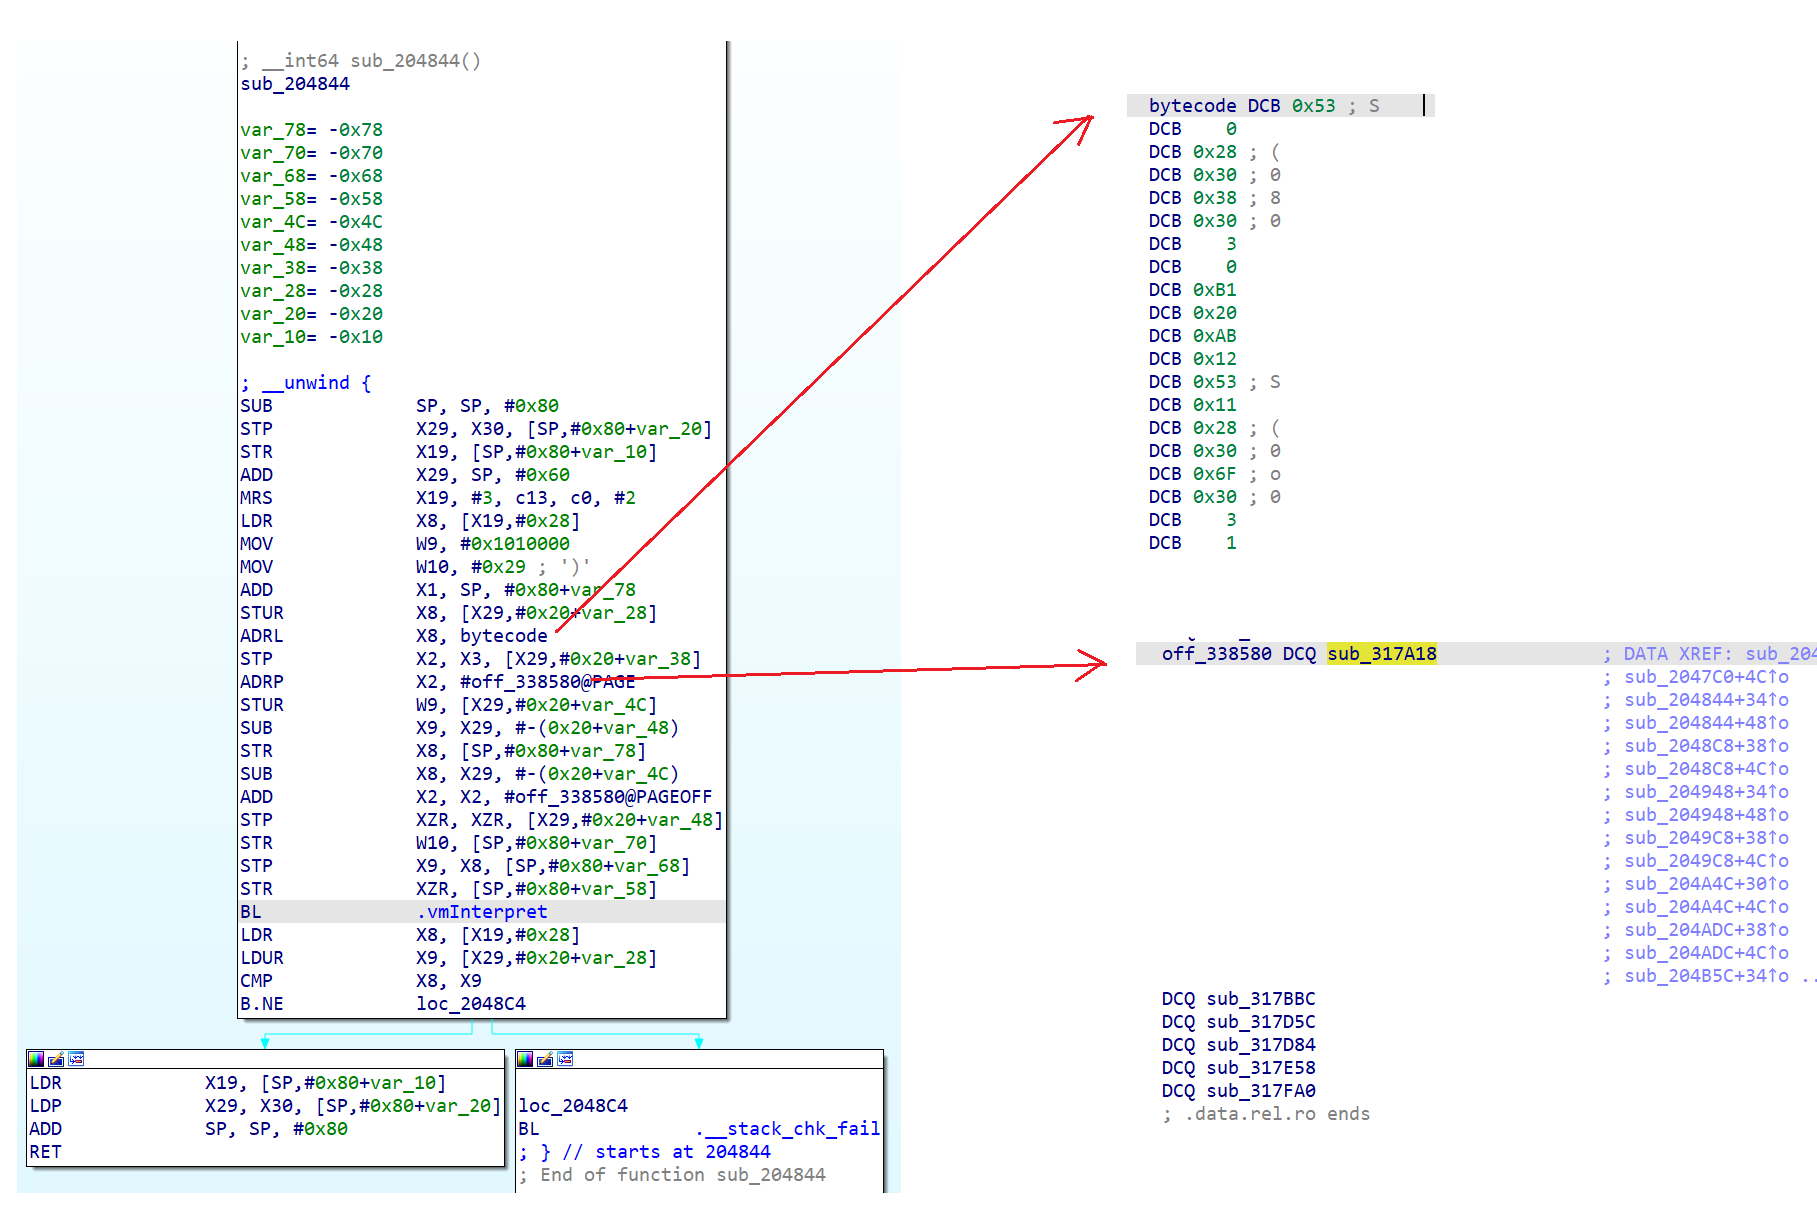 ; __int64 sub_204844()
sub_204844
var_78= -0x78
var_70= -0x70
var_68= -0x68
var_58= -0x58
var_4C= -0x4C
var_48= -0x48
var_38= -0x38
var_28= -0x28
var_20= -0x20
var_10= -0x10
; __unwind {
SUB SP, SP, #0x80
STP X29, X30, [SP,#0x80+var_20]
STR X19, [SP,#0x80+var_10]
ADD X29, SP, #0x60
MRS X19, #3, c13, c0, #2
LDR X8, [X19,#0x28]
MOV W9, #0x1010000
MOV W10, #0x29 ; ')'
ADD X1, SP, #0x80+var_78
STUR X8, [X29,#0x20+var_28]
ADRL X8, bytecode
STP X2, X3, [X29,#0x20+var_38]
ADRP X2, #off_338580@PAGE
STUR W9, [X29,#0x20+var_4C]
SUB X9, X29, #-(0x20+var_48)
STR X8, [SP,#0x80+var_78]
SUB X8, X29, #-(0x20+var_4C)
ADD X2, X2, #off_338580@PAGEOFF
STP XZR, XZR, [X29,#0x20+var_48]
STR W10, [SP,#0x80+var_70]
STP X9, X8, [SP,#0x80+var_68]
STR XZR, [SP,#0x80+var_58]
BL .vmInterpret
LDR X8, [X19,#0x28]
LDUR X9, [X29,#0x20+var_28]
CMP X8, X9
B.NE loc_2048C4
LDR X19, [SP,#0x80+var_10]
LDP X29, X30, [SP,#0x80+var_20]
ADD SP, SP, #0x80
RET
loc_2048C4
BL .__stack_chk_fail
; } // starts at 204844
; End of function sub_204844
bytecode DCB 0x53 ; S
DCB 0
DCB 0x28 ; (
DCB 0x30 ; 0
DCB 0x38 ; 8
DCB 0x30 ; 0
DCB 3
DCB 0
DCB 0xB1
DCB 0x20
DCB 0xAB
DCB 0x12
DCB 0x53 ; S
DCB 0x11
DCB 0x28 ; (
DCB 0x30 ; 0
DCB 0x6F ; o
DCB 0x30 ; 0
DCB 3
DCB 1
off_338580 DCQ sub_317A18 ; DATA XREF: sub_204
; sub_2047C0+4C↑o
; sub_204844+34↑o
; sub_204844+48↑o
; sub_2048C8+38↑o
; sub_2048C8+4C↑o
; sub_204948+34↑o
; sub_204948+48↑o
; sub_2049C8+38↑o
; sub_2049C8+4C↑o
; sub_204A4C+30↑o
; sub_204A4C+4C↑o
; sub_204ADC+38↑o
; sub_204ADC+4C↑o
; sub_204B5C+34↑o ..
DCQ sub_317BBC
DCQ sub_317D5C
DCQ sub_317D84
DCQ sub_317E58
DCQ sub_317FA0
; .data.rel.ro ends